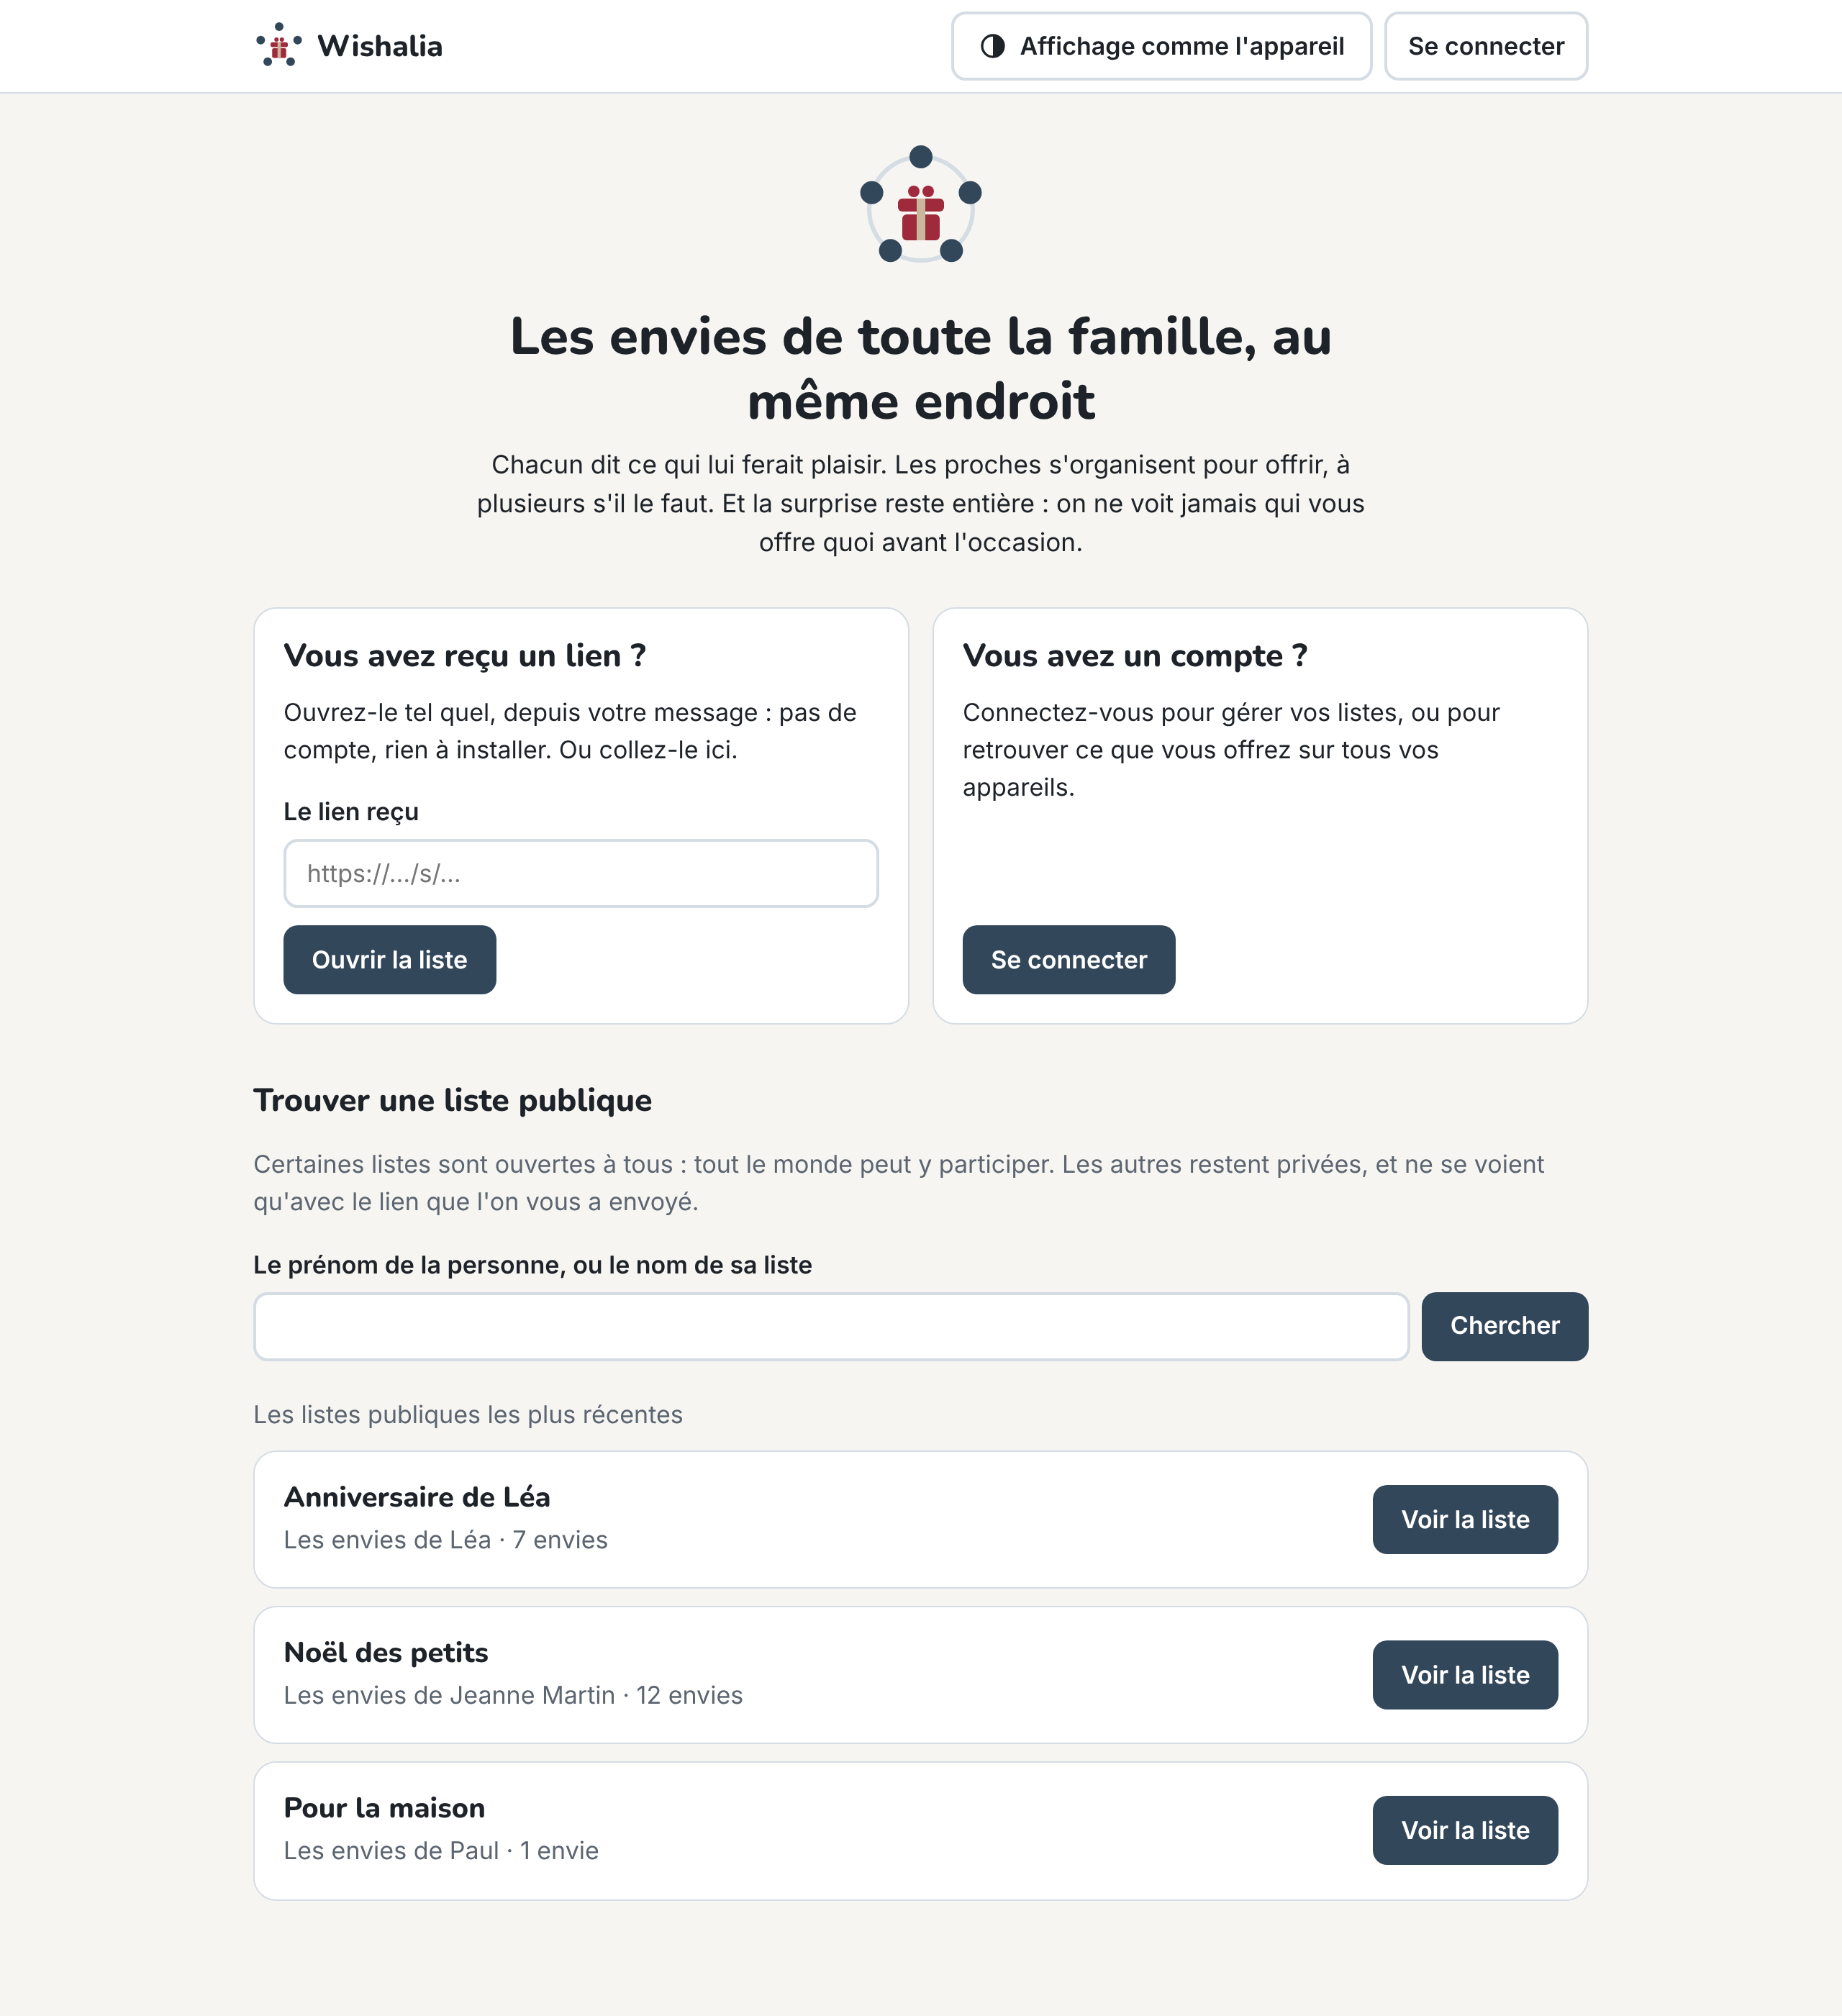 Wishalia
Affichage comme l'appareil
Se connecter
Les envies de toute la famille, au
même endroit
Chacun dit ce qui lui ferait plaisir. Les proches s'organisent pour offrir, à
plusieurs s'il le faut. Et la surprise reste entière : on ne voit jamais qui vous
offre quoi avant l'occasion.
Vous avez reçu un lien ?
Ouvrez-le tel quel, depuis votre message : pas de
compte, rien à installer. Ou collez-le ici.
Le lien reçu
https://.../s/...
Ouvrir la liste
Vous avez un compte ?
Connectez-vous pour gérer vos listes, ou pour
retrouver ce que vous offrez sur tous vos
appareils.
Se connecter
Trouver une liste publique
Certaines listes sont ouvertes à tous : tout le monde peut y participer. Les autres restent privées, et ne se voient
qu'avec le lien que l'on vous a envoyé.
Le prénom de la personne, ou le nom de sa liste
Chercher
Les listes publiques les plus récentes
Anniversaire de Léa
Les envies de Léa · 7 envies
Voir la liste
Noël des petits
Les envies de Jeanne Martin · 12 envies
Voir la liste
Pour la maison
Les envies de Paul · 1 envie
Voir la liste